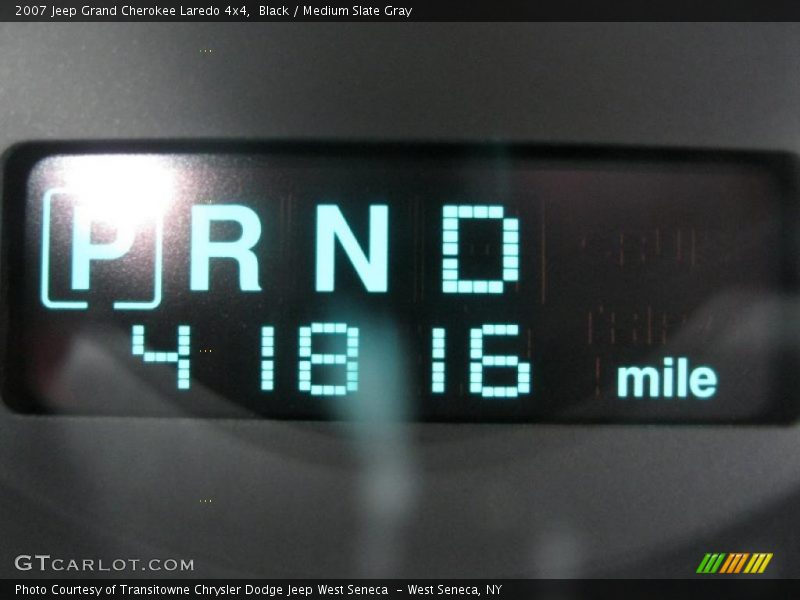 2007 Jeep Grand Cherokee Laredo 4x4, Black / Medium Slate Gray
P R N D
41816 mile
GTCARLOT.COM
Photo Courtesy of Transitowne Chrysler Dodge Jeep West Seneca - West Seneca, NY